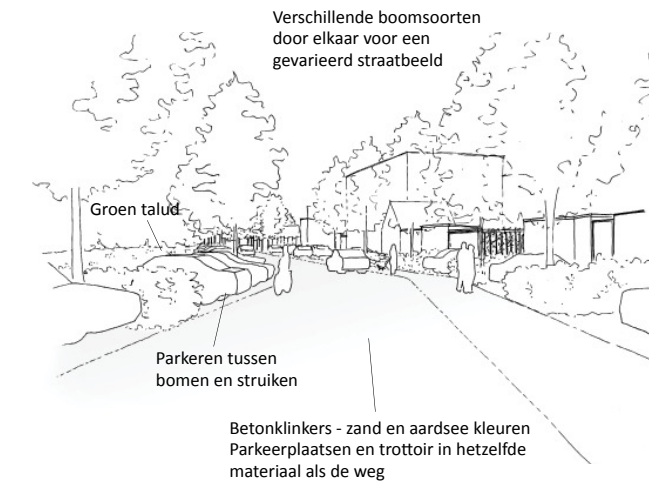 Verschillende boomsoorten
door elkaar voor een
gevarieerd straatbeeld
Groen talud
Parkeren tussen
bomen en struiken
Betonklinkers - zand en aardsee kleuren
Parkeerplaatsen en trottoir in hetzelfde
materiaal als de weg